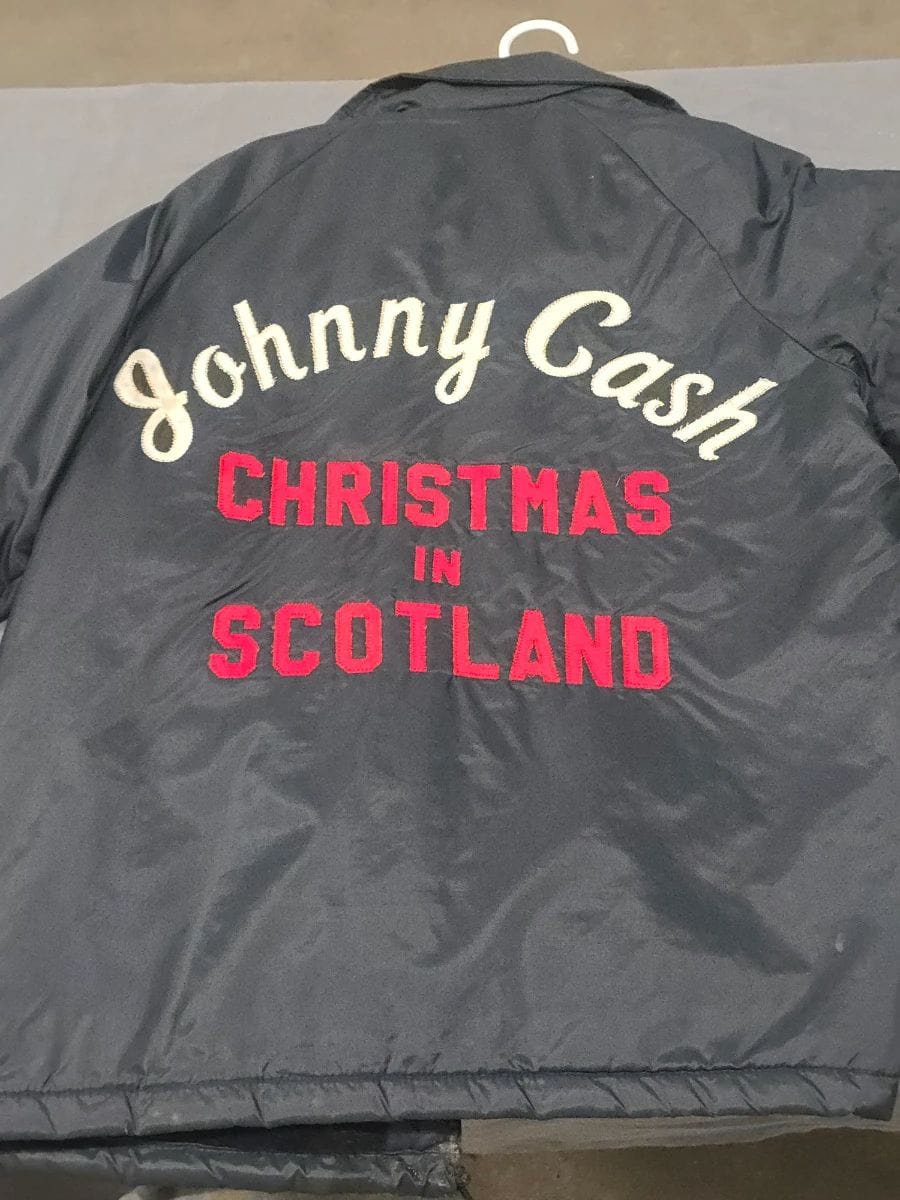 Johnny Cash
CHRISTMAS
IN
SCOTLAND